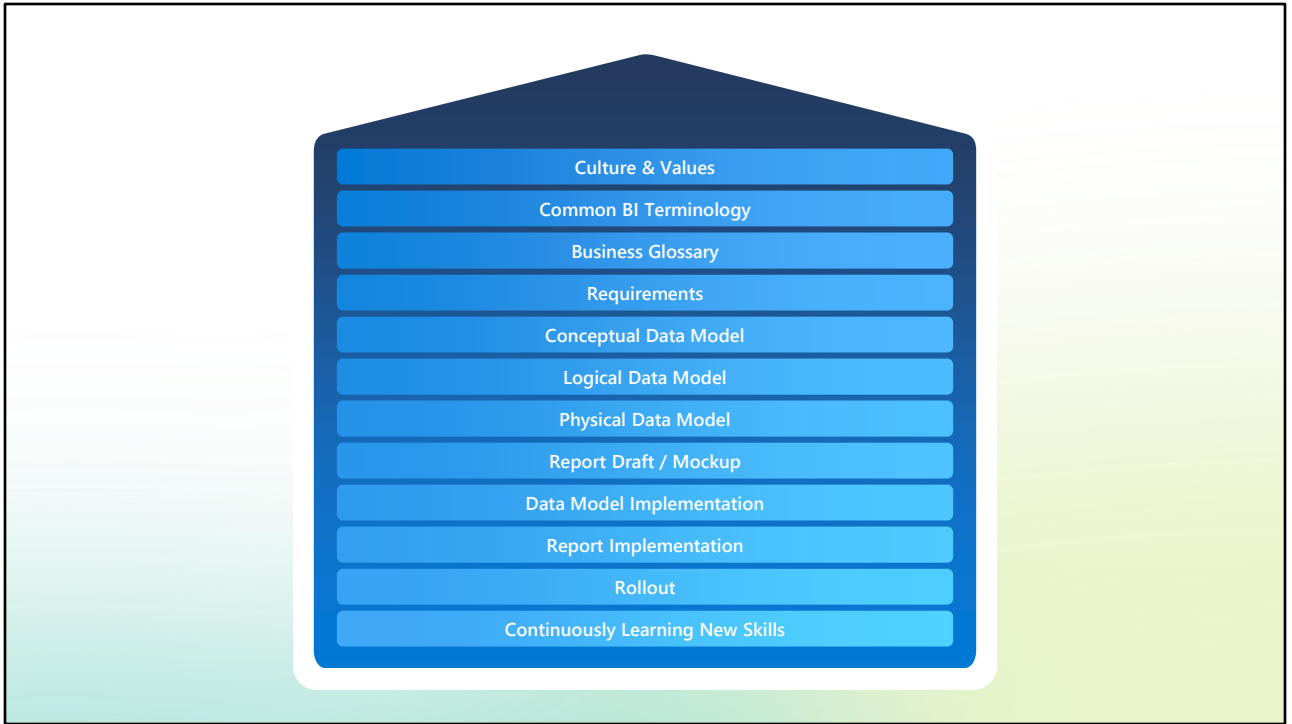 Culture & Values
Common BI Terminology
Business Glossary
Requirements
Conceptual Data Model
Logical Data Model
Physical Data Model
Report Draft / Mockup
Data Model Implementation
Report Implementation
Rollout
Continuously Learning New Skills